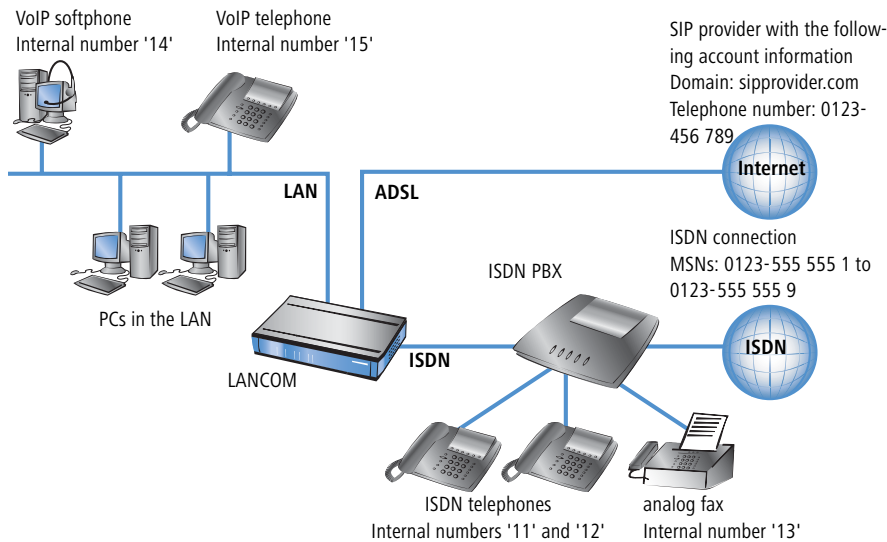 VoIP softphone
Internal number '14'
VoIP telephone
Internal number '15'
SIP provider with the follow-
ing account information
Domain: sipprovider.com
Telephone number: 0123-
456 789
Internet
LAN
ADSL
PCs in the LAN
ISDN PBX
ISDN connection
MSNs: 0123-555 555 1 to
0123-555 555 9
ISDN
ISDN
LANCOM
ISDN telephones
Internal numbers '11' and '12'
analog fax
Internal number '13'